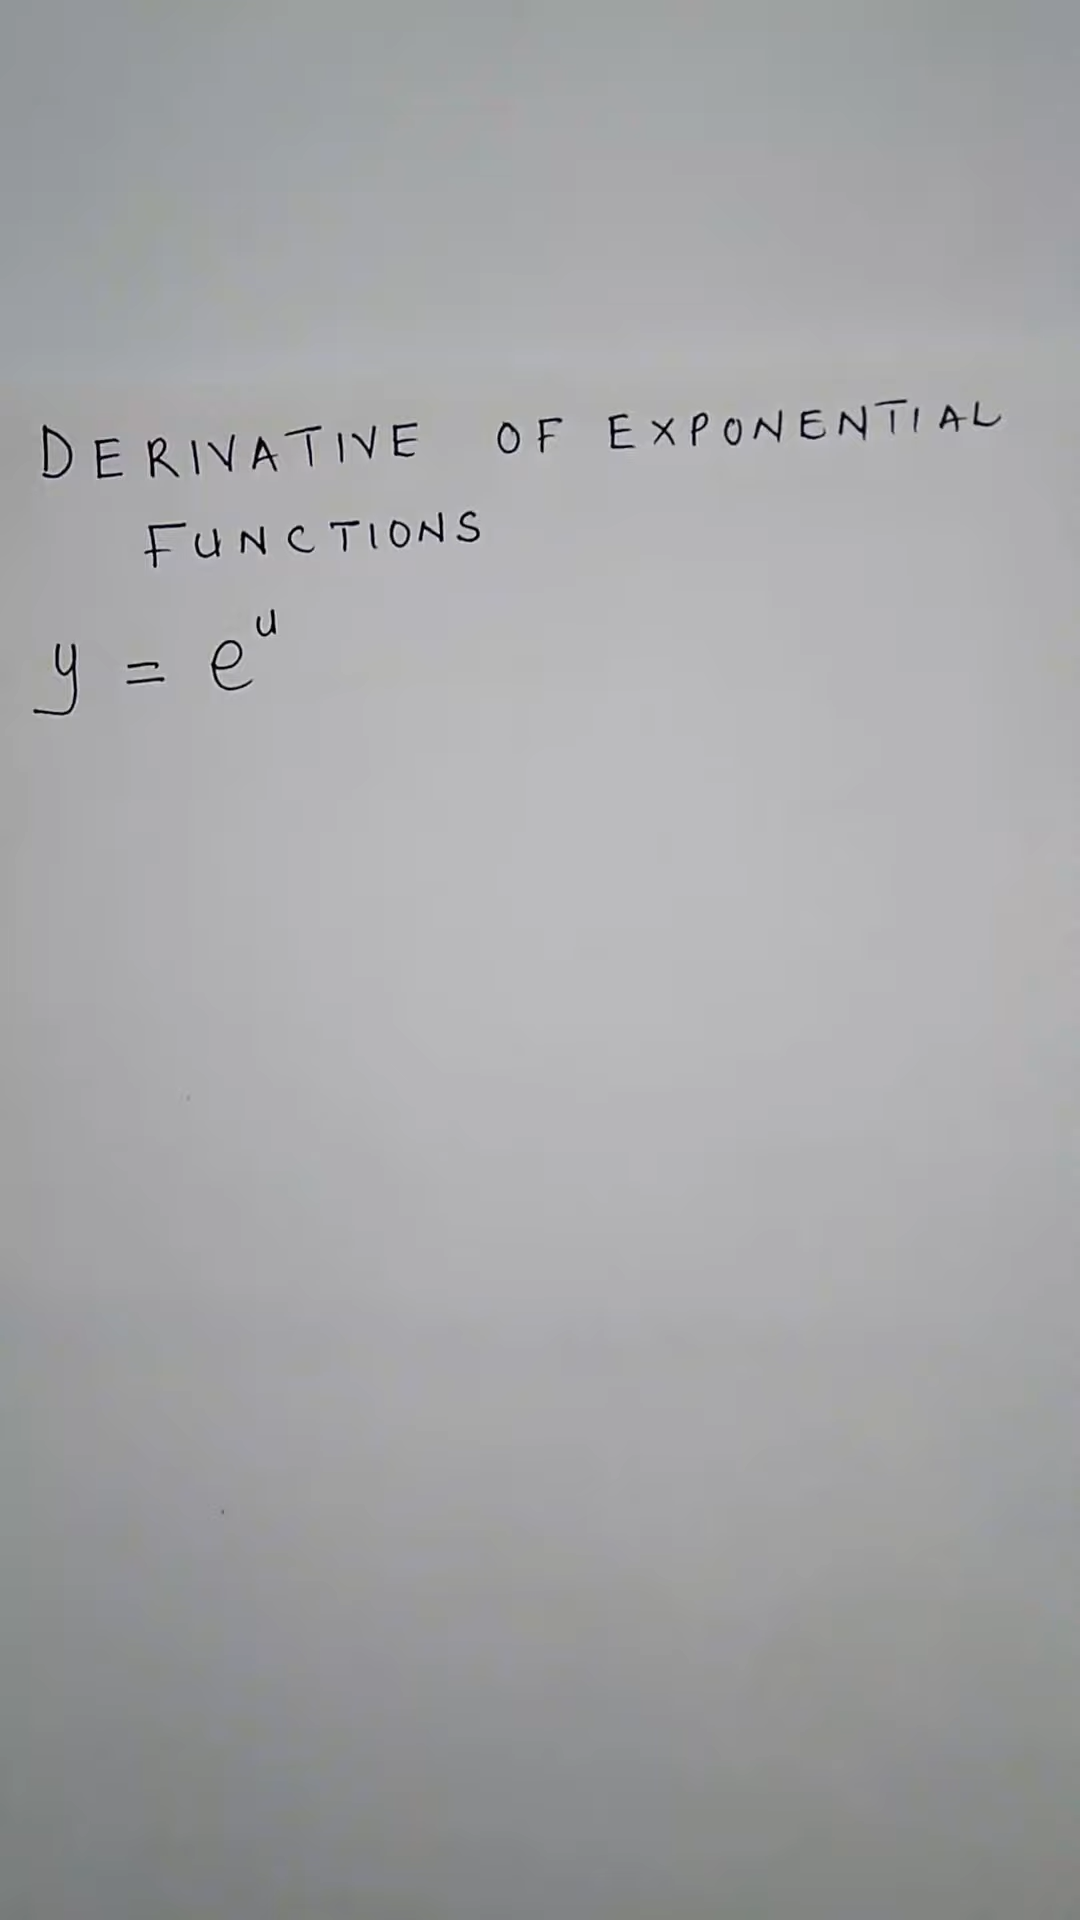 DERIVATIVE OF EXPONENTIAL
FUNCTIONS
y = e^u